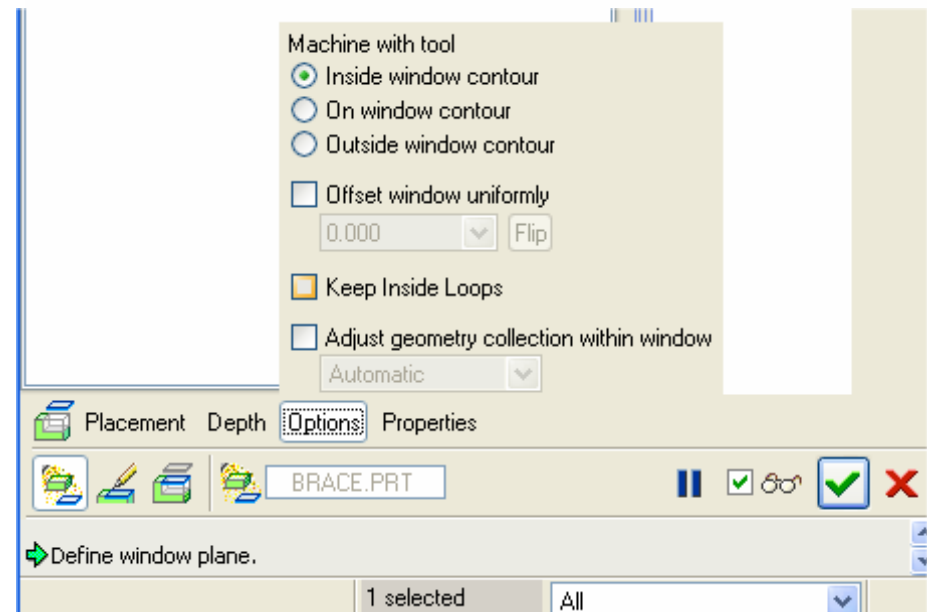 Machine with tool
Inside window contour
On window contour
Outside window contour
Offset window uniformly
0.000 Flip
Keep Inside Loops
Adjust geometry collection within window
Automatic
Placement Depth Options Properties
BRACE.PRT
Define window plane.
1 selected All